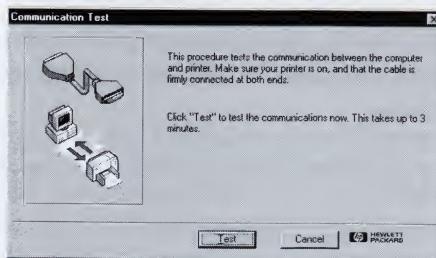 Communication Test
This procedure tests the communication between the computer
and printer. Make sure your printer is on, and that the cable is
firmly connected at both ends.
Click "Test" to test the communications now. This takes up to 3
minutes.
Test
Cancel
hp HEWLETT
PACKARD